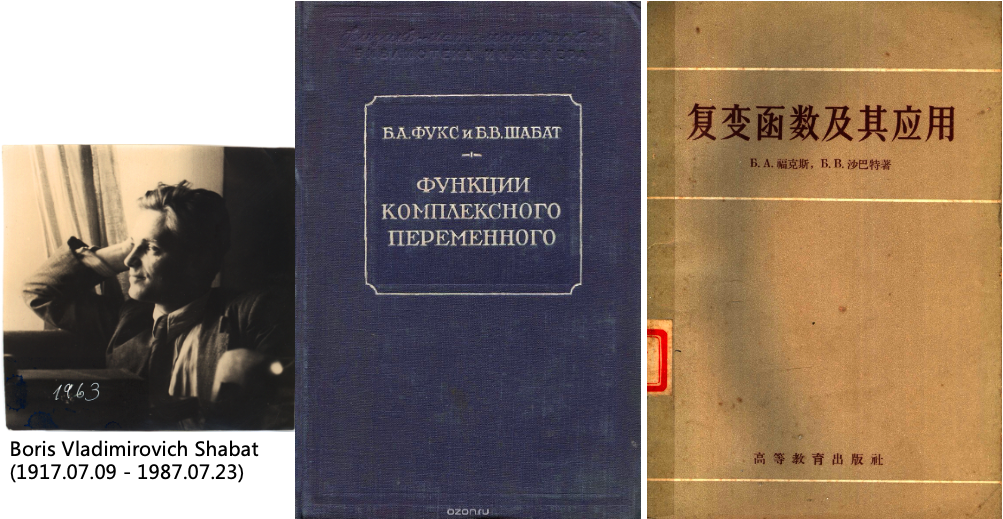 1963
Boris Vladimirovich Shabat
(1917.07.09 - 1987.07.23)
БИБЛИОТЕКА ИНЖЕНЕРА
Б.А.ФУКС и Б.В.ШАБАТ
ФУНКЦИИ
КОМПЛЕКСНОГО
ПЕРЕМЕННОГО
ozon.ru
复变函数及其应用
Б. А.福克斯，Б. В. 沙巴特著
高等教育出版社